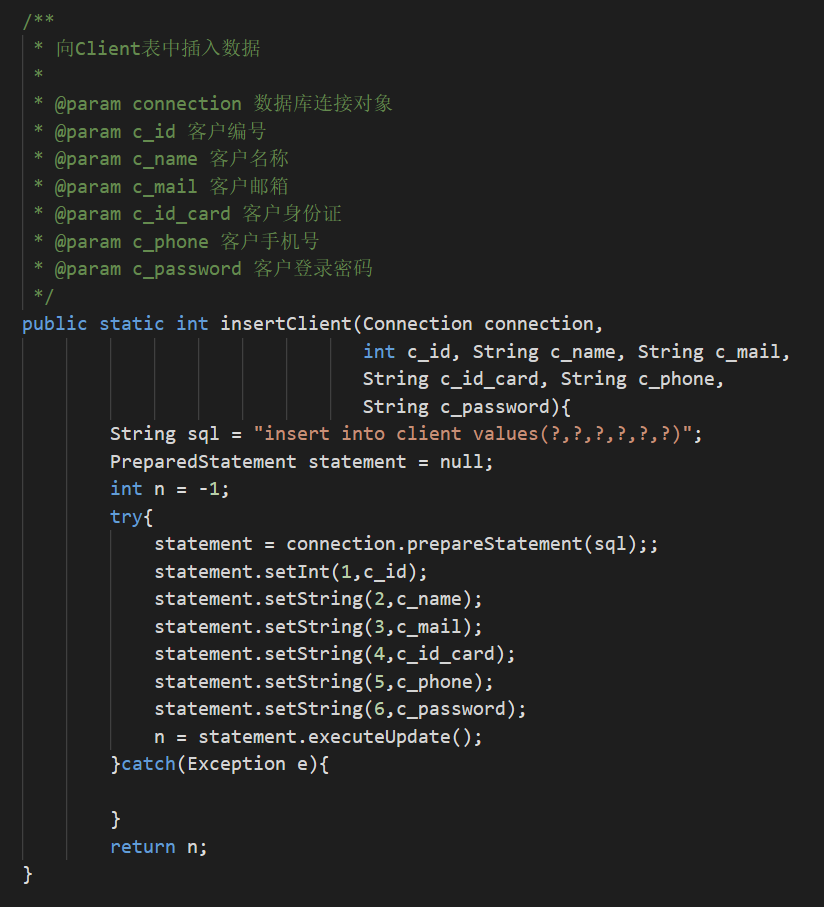 /**
 * 向Client表中插入数据
 *
 * @param connection 数据库连接对象
 * @param c_id 客户编号
 * @param c_name 客户名称
 * @param c_mail 客户邮箱
 * @param c_id_card 客户身份证
 * @param c_phone 客户手机号
 * @param c_password 客户登录密码
 */
public static int insertClient(Connection connection,
                               int c_id, String c_name, String c_mail,
                               String c_id_card, String c_phone,
                               String c_password){
        String sql = "insert into client values(?,?,?,?,?,?)";
        PreparedStatement statement = null;
        int n = -1;
        try{
            statement = connection.prepareStatement(sql);;
            statement.setInt(1,c_id);
            statement.setString(2,c_name);
            statement.setString(3,c_mail);
            statement.setString(4,c_id_card);
            statement.setString(5,c_phone);
            statement.setString(6,c_password);
            n = statement.executeUpdate();
        }catch(Exception e){

        }
        return n;
}